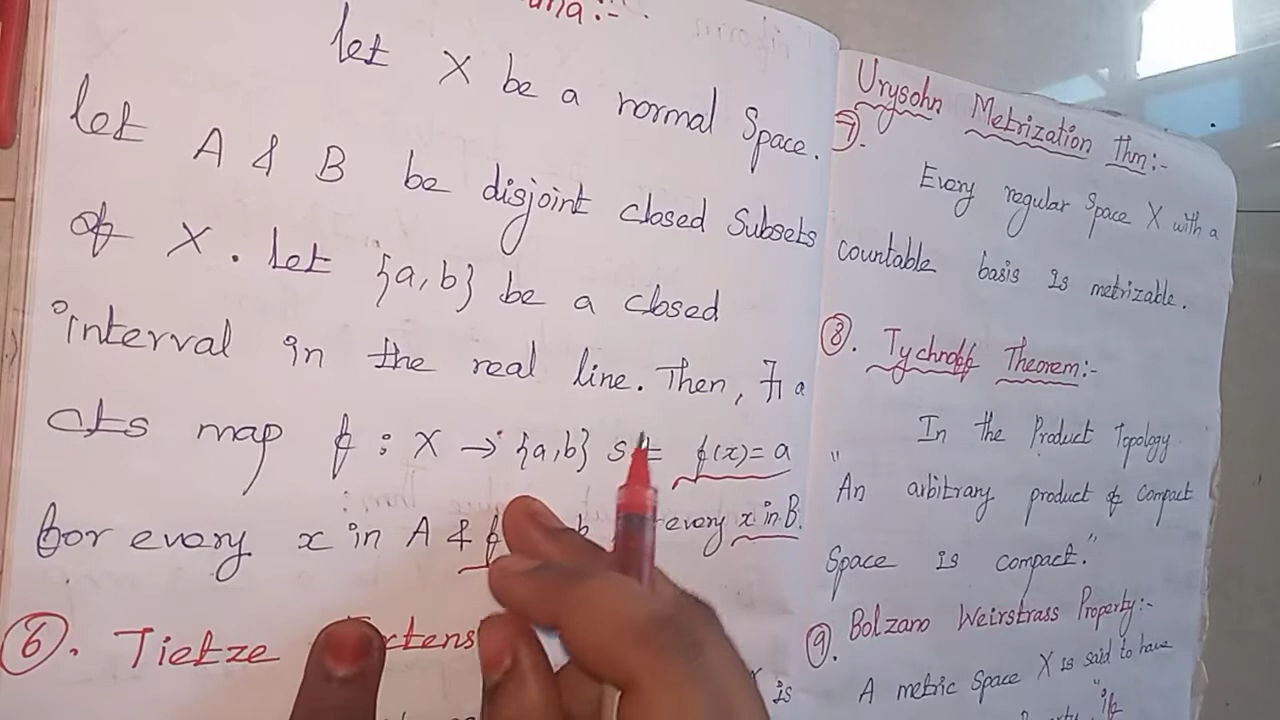 let X be a normal Space.
let A & B be disjoint closed Subsets
of X. Let {a, b} be a closed
interval in the real line. Then, ∃ a
cts map f : X → {a, b} f(x) = a
for every x in A & every x in B.
6. Tietze
Urysohn Metrization Thm:-
7.
Every regular Space X with a
countable basis is metrizable.
8. Tychnoff Theorem:-
In the Product Topology
"An arbitrary product of compact
Space is compact."
9. Bolzano Weirstrass Property:-
A metric Space X is said to have
is
"if